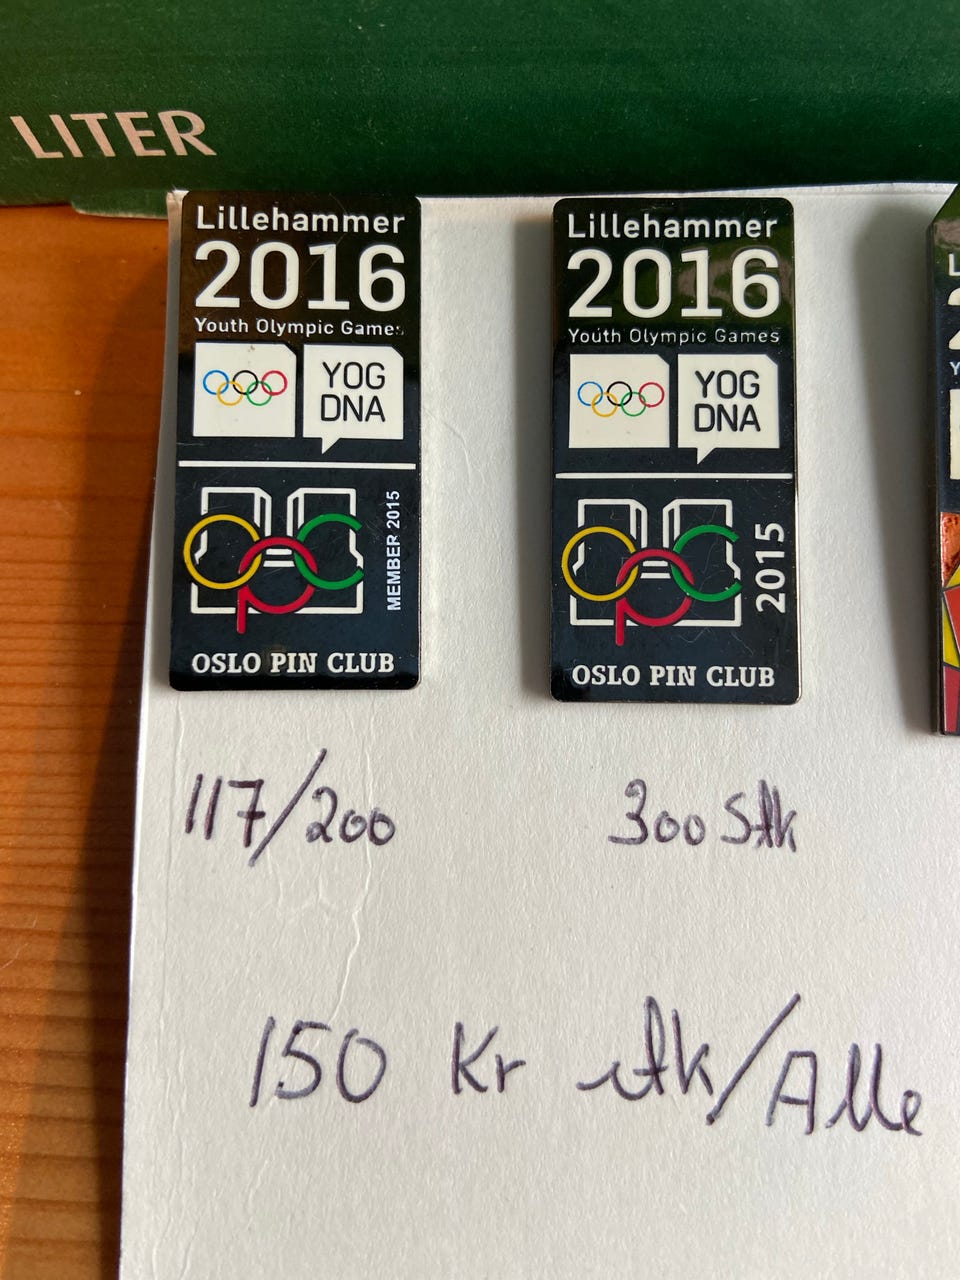 LITER
Lillehammer
2016
Youth Olympic Games
YOG
DNA
MEMBER 2015
OSLO PIN CLUB
Lillehammer
2016
Youth Olympic Games
YOG
DNA
2015
OSLO PIN CLUB
117/200
300 Stk
150 Kr stk/Alle